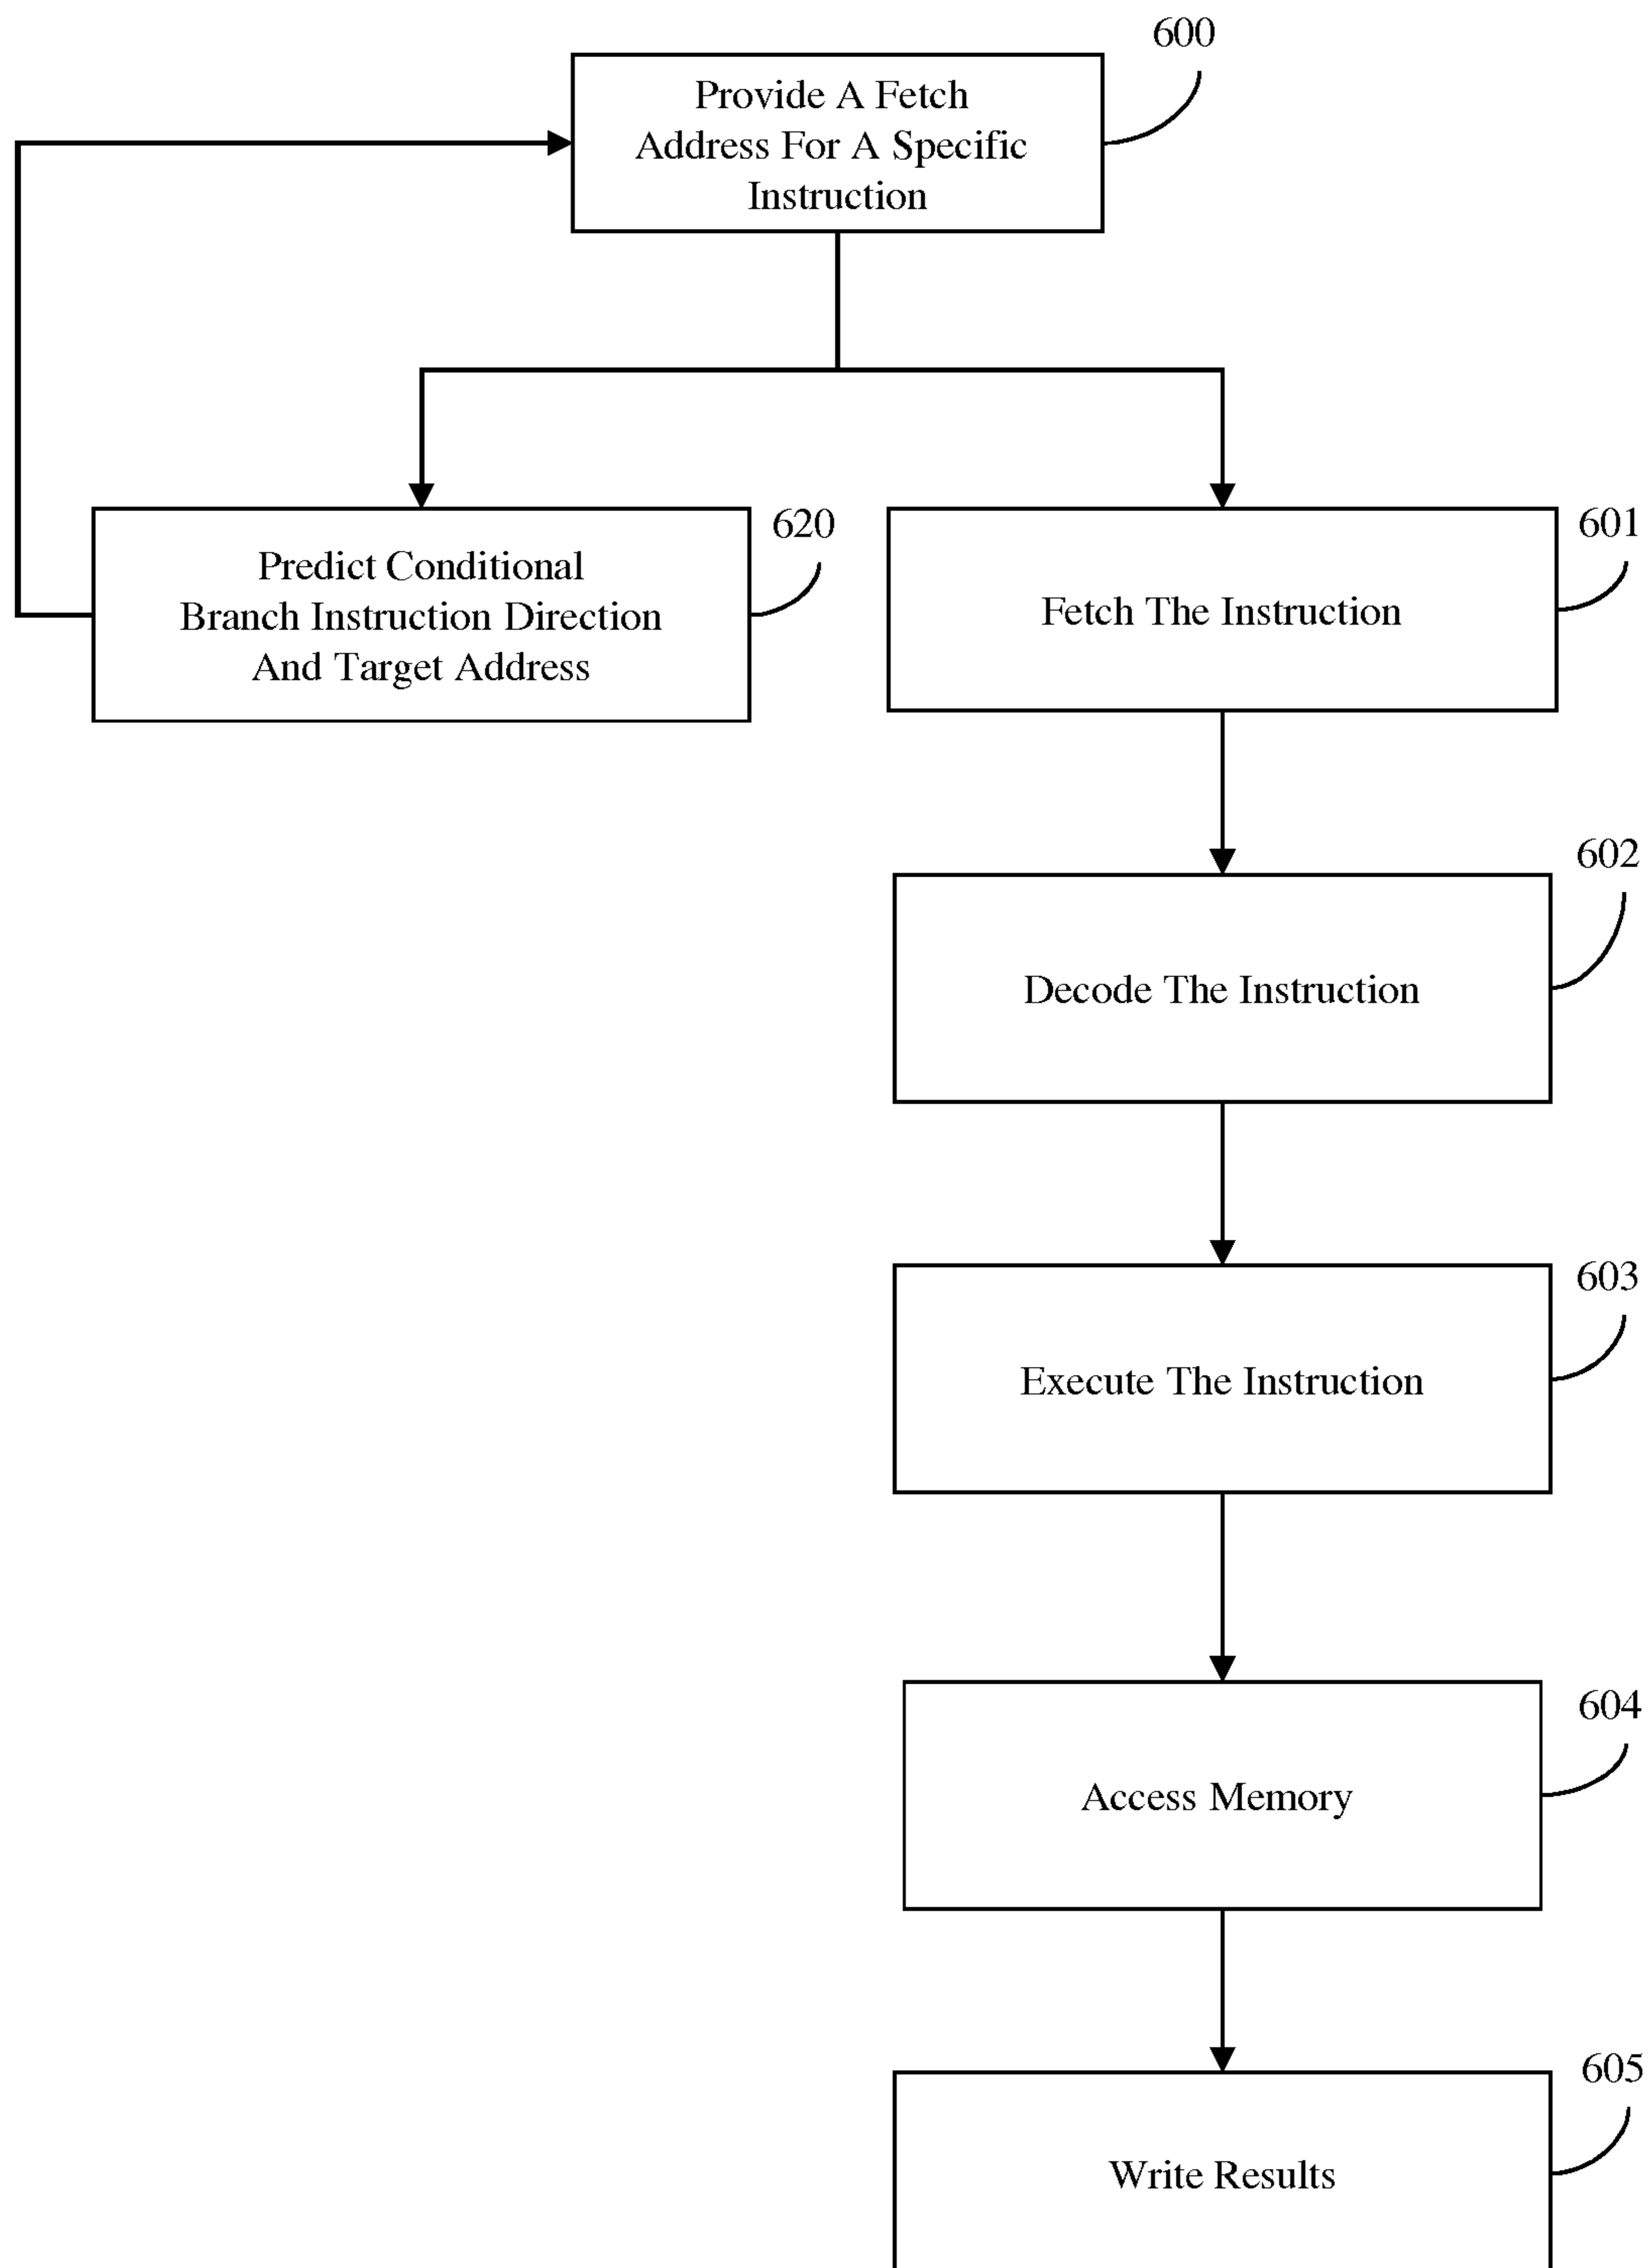 600
Provide A Fetch
Address For A Specific
Instruction
620
Predict Conditional
Branch Instruction Direction
And Target Address
601
Fetch The Instruction
602
Decode The Instruction
603
Execute The Instruction
604
Access Memory
605
Write Results